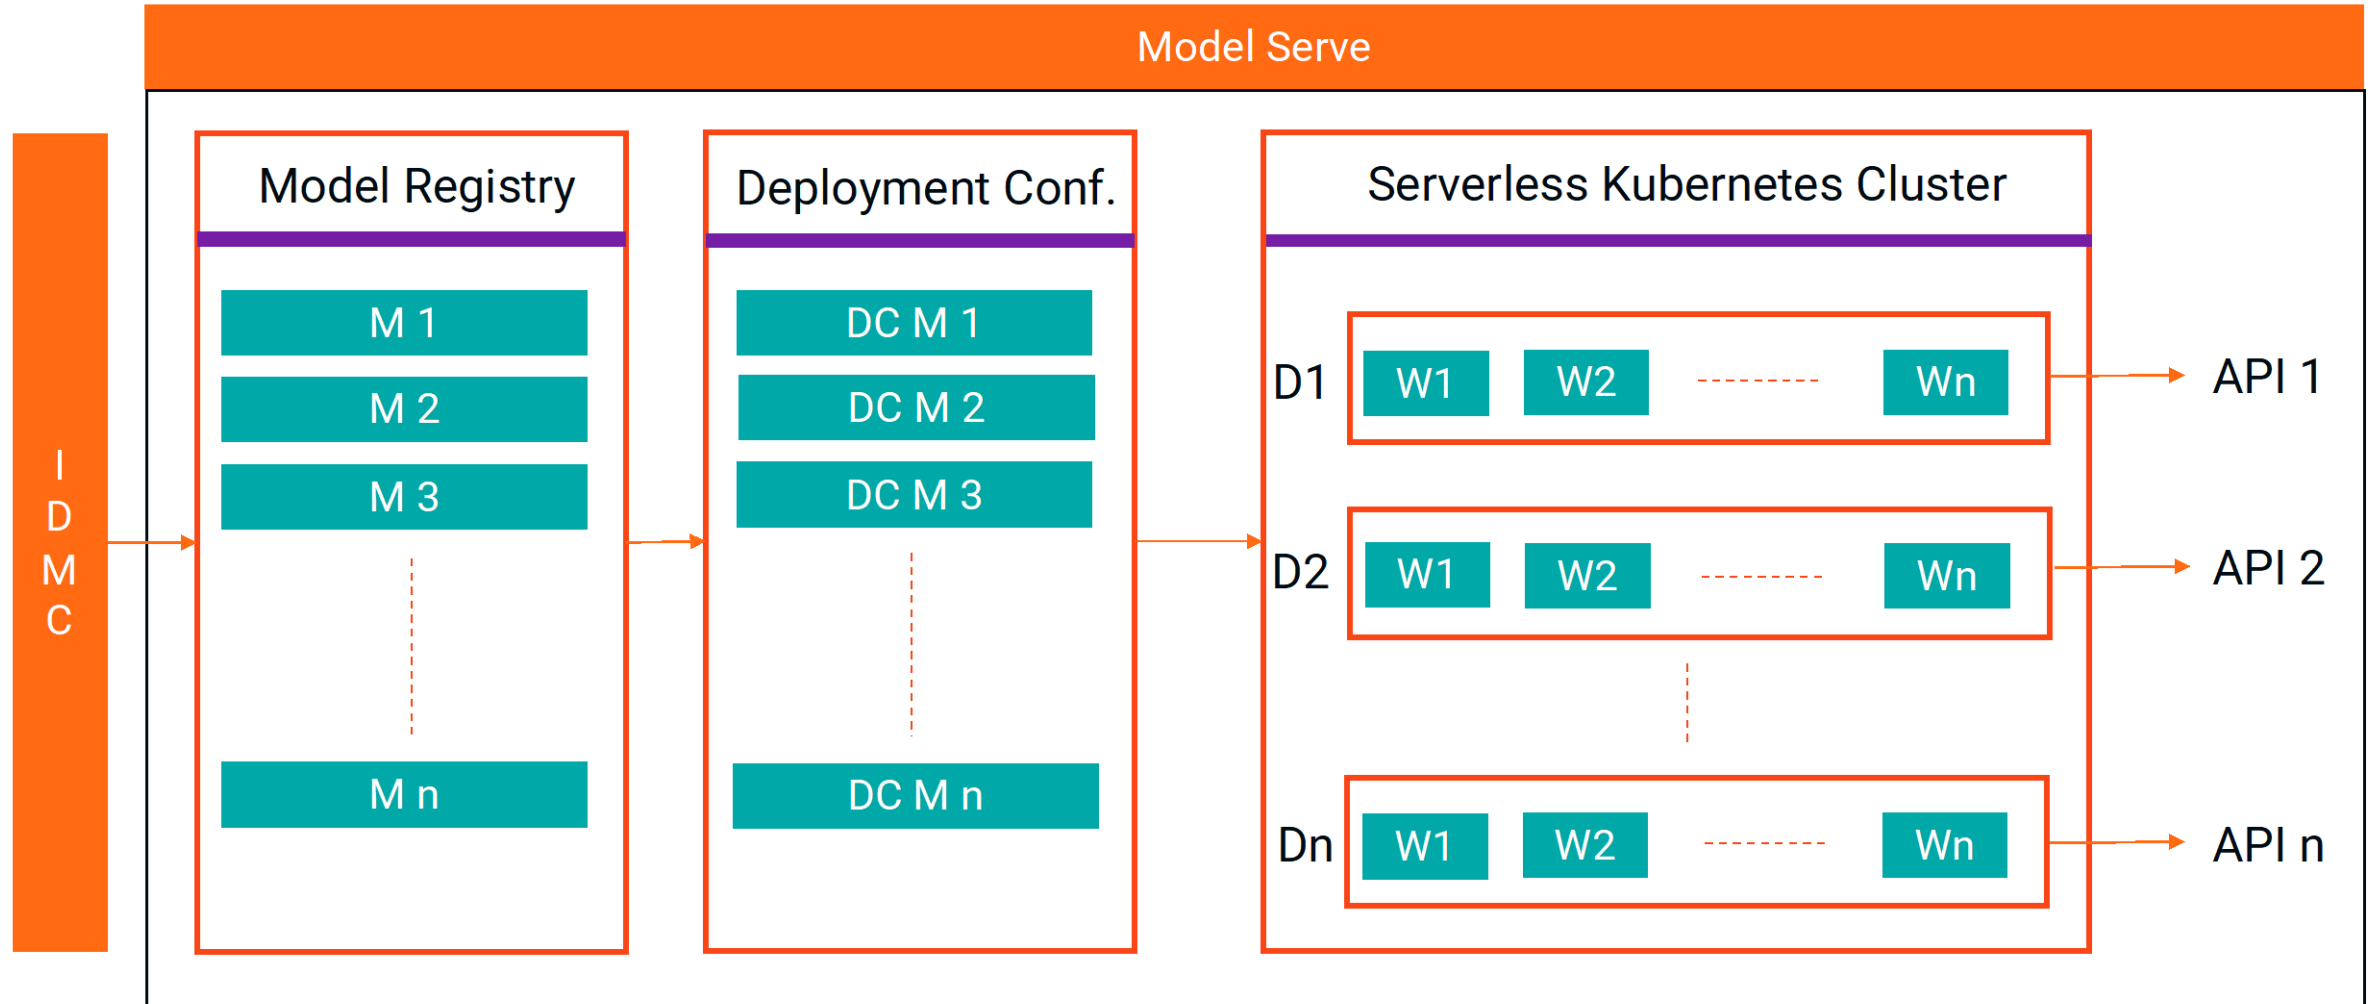 Model Serve
I
D
M
C
Model Registry
M 1
M 2
M 3
M n
Deployment Conf.
DC M 1
DC M 2
DC M 3
DC M n
Serverless Kubernetes Cluster
D1 W1 W2 Wn API 1
D2 W1 W2 Wn API 2
Dn W1 W2 Wn API n